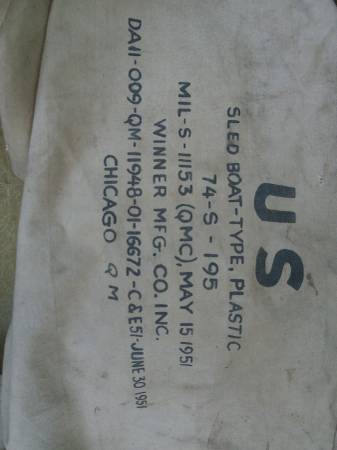 US
SLED BOAT-TYPE, PLASTIC
74-S-195
MIL-S-11153 (QMC), MAY 15 1951
WINNER MFG. CO. INC.
DA11-009-QM-11948-01-16672-C&E51-JUNE 30 1951
CHICAGO QM